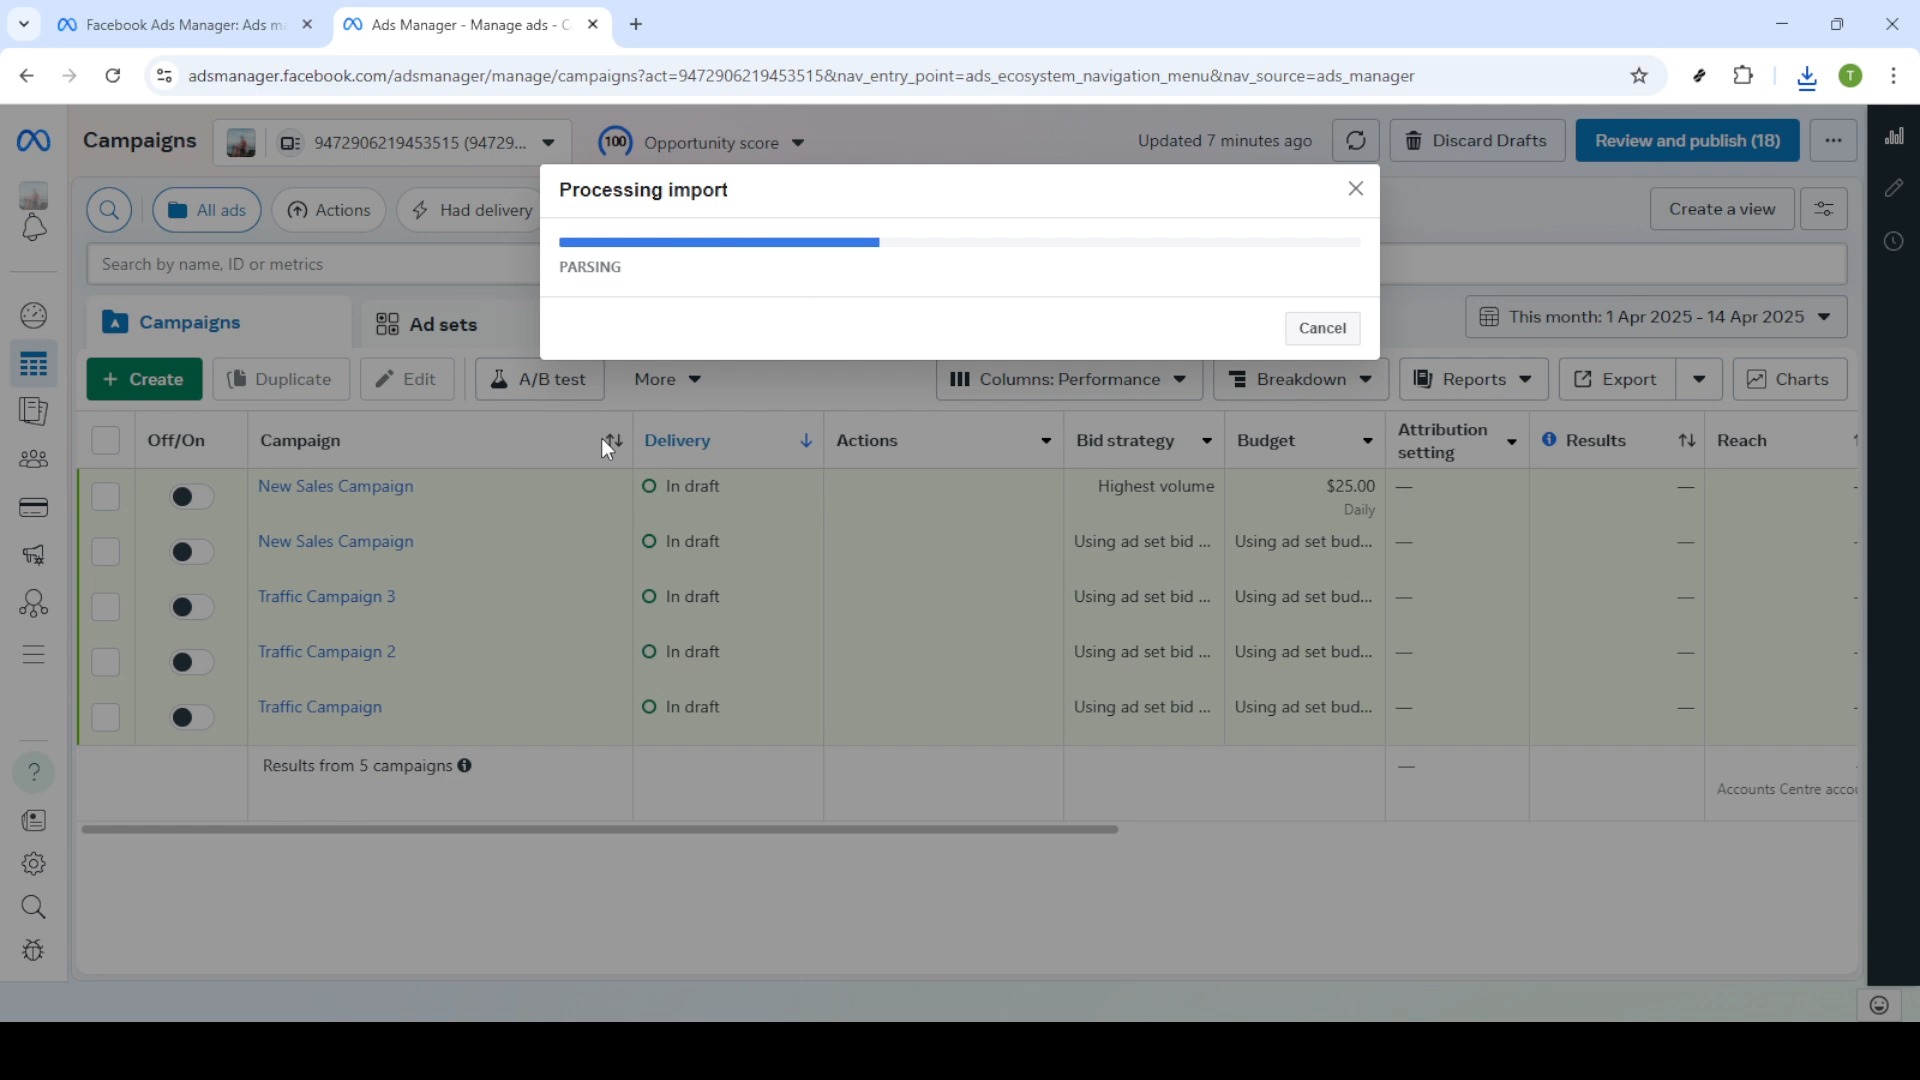 Facebook Ads Manager: Ads m
Ads Manager - Manage ads - C
adsmanager.facebook.com/adsmanager/manage/campaigns?act=9472906219453515&nav_entry_point=ads_ecosystem_navigation_menu&nav_source=ads_manager
T
Campaigns
9472906219453515 (94729...
100
Opportunity score
Updated 7 minutes ago
Discard Drafts
Review and publish (18)
Processing import
All ads
Actions
Had delivery
Create a view
Search by name, ID or metrics
PARSING
Cancel
Campaigns
Ad sets
This month: 1 Apr 2025 - 14 Apr 2025
+ Create
Duplicate
Edit
A/B test
More
Columns: Performance
Breakdown
Reports
Export
Charts
Off/On
Campaign
Delivery
Actions
Bid strategy
Budget
Attribution setting
Results
Reach
New Sales Campaign
In draft
Highest volume
$25.00
Daily
—
—
New Sales Campaign
In draft
Using ad set bid ...
Using ad set bud...
—
—
Traffic Campaign 3
In draft
Using ad set bid ...
Using ad set bud...
—
—
Traffic Campaign 2
In draft
Using ad set bid ...
Using ad set bud...
—
—
Traffic Campaign
In draft
Using ad set bid ...
Using ad set bud...
—
—
Results from 5 campaigns
—
Accounts Centre accou